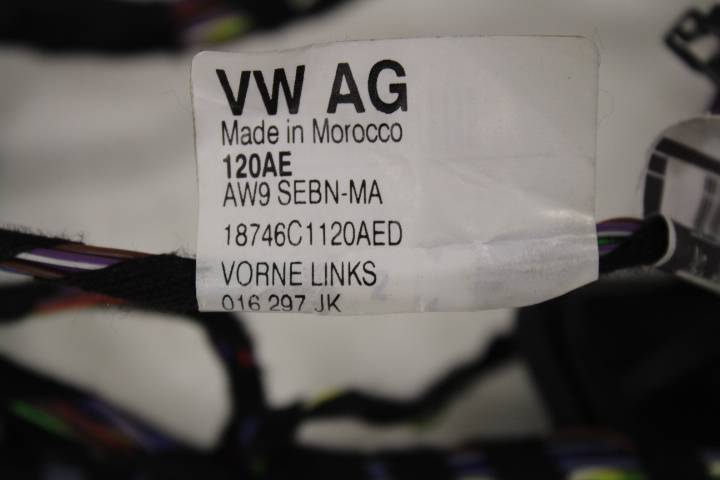 VW AG
Made in Morocco
120AE
AW9 SEBN-MA
18746C1120AED
VORNE LINKS
016 297 JK